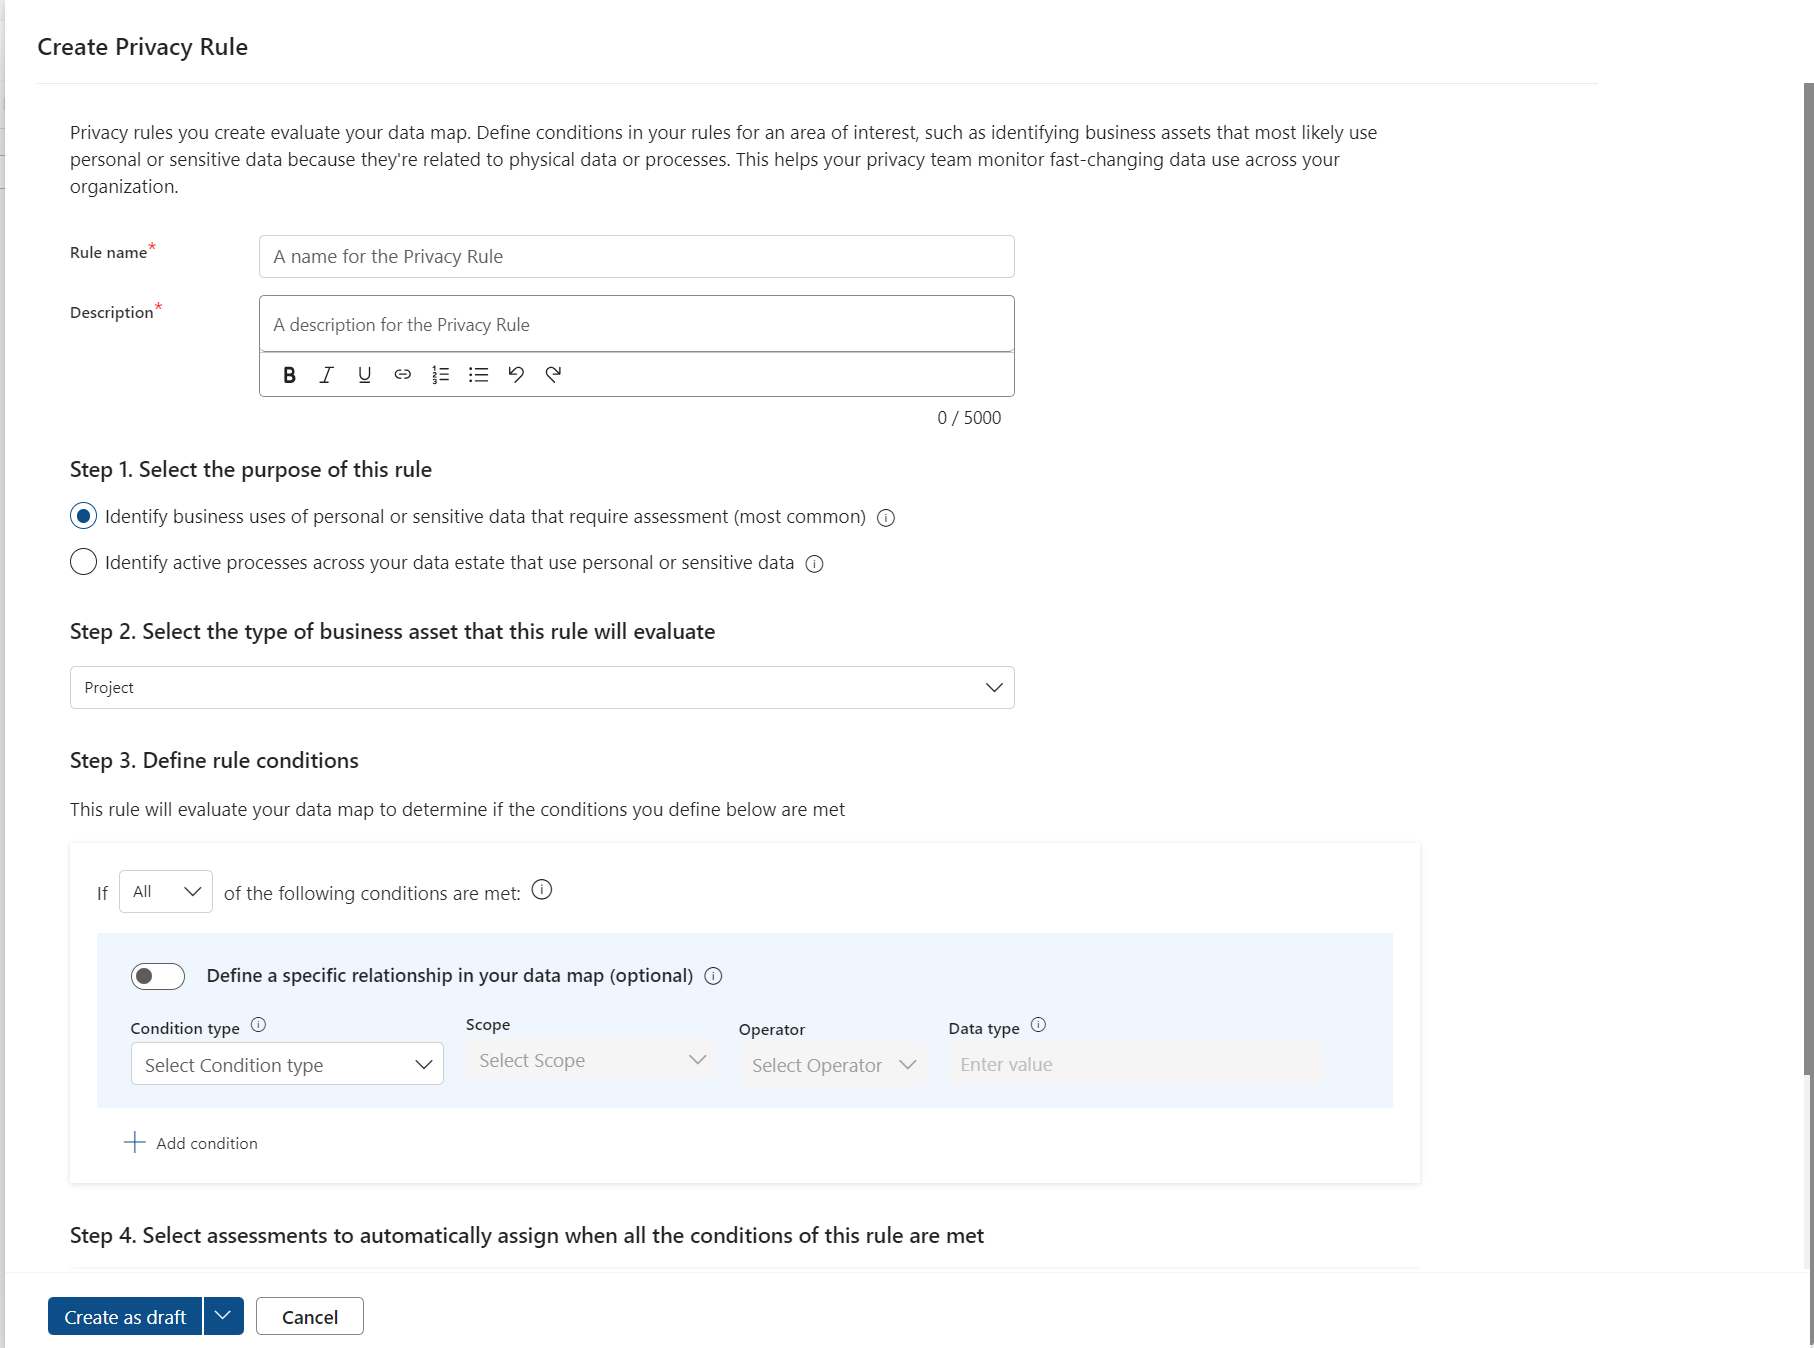 Create Privacy Rule
Privacy rules you create evaluate your data map. Define conditions in your rules for an area of interest, such as identifying business assets that most likely use
personal or sensitive data because they're related to physical data or processes. This helps your privacy team monitor fast-changing data use across your
organization.
Rule name*
A name for the Privacy Rule
Description*
A description for the Privacy Rule
B I U
0 / 5000
Step 1. Select the purpose of this rule
Identify business uses of personal or sensitive data that require assessment (most common)
Identify active processes across your data estate that use personal or sensitive data
Step 2. Select the type of business asset that this rule will evaluate
Project
Step 3. Define rule conditions
This rule will evaluate your data map to determine if the conditions you define below are met
If All of the following conditions are met:
Define a specific relationship in your data map (optional)
Condition type Scope Operator Data type
Select Condition type Select Scope Select Operator Enter value
Add condition
Step 4. Select assessments to automatically assign when all the conditions of this rule are met
Create as draft Cancel